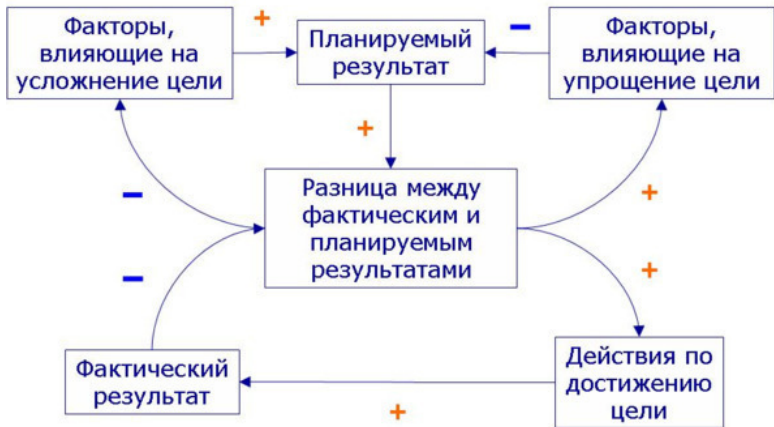 Факторы,
влияющие на
усложнение цели
+
Планируемый
результат
−
Факторы,
влияющие на
упрощение цели
+
−
Разница между
фактическим и
планируемым
результатами
+
−
+
Фактический
результат
+
Действия по
достижению
цели